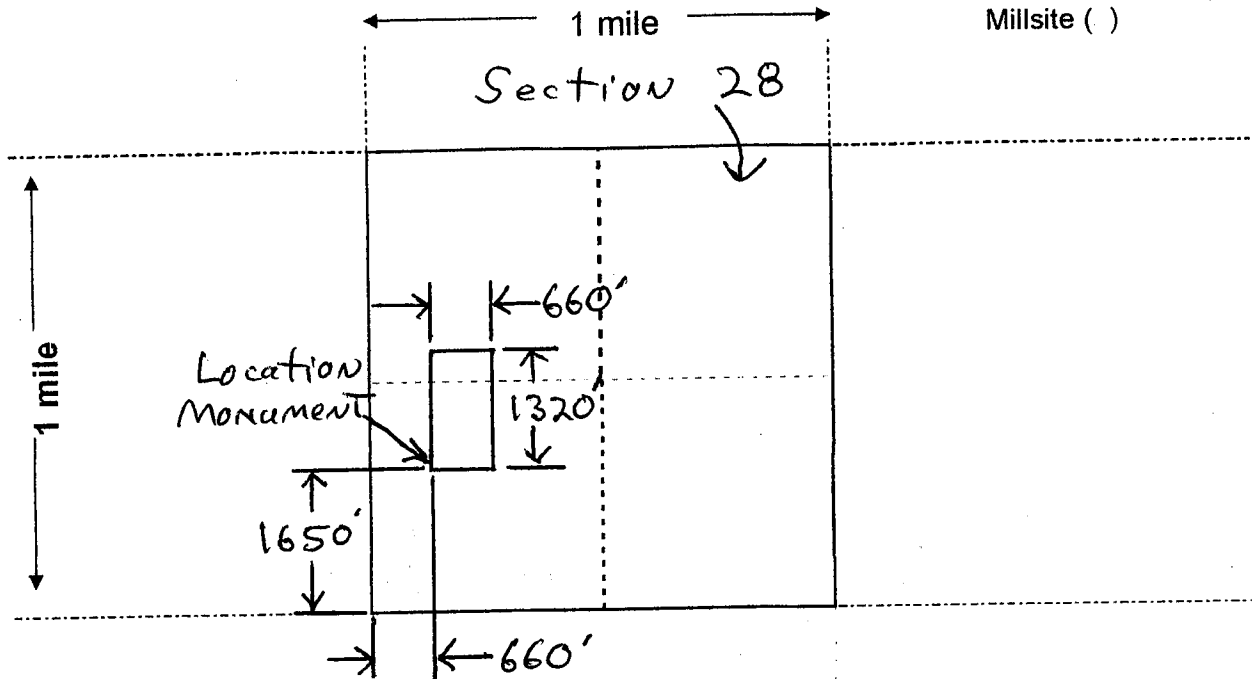 1 mile
Millsite ( )
Section 28
1 mile
660'
Location
Monument
1320'
1650'
660'